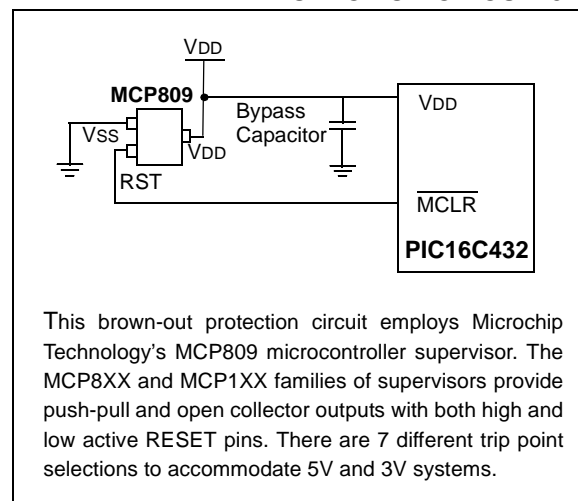 VDD
MCP809
Bypass
Capacitor
VDD
VSS
VDD
RST
MCLR
PIC16C432
This brown-out protection circuit employs Microchip
Technology's MCP809 microcontroller supervisor. The
MCP8XX and MCP1XX families of supervisors provide
push-pull and open collector outputs with both high and
low active RESET pins. There are 7 different trip point
selections to accommodate 5V and 3V systems.